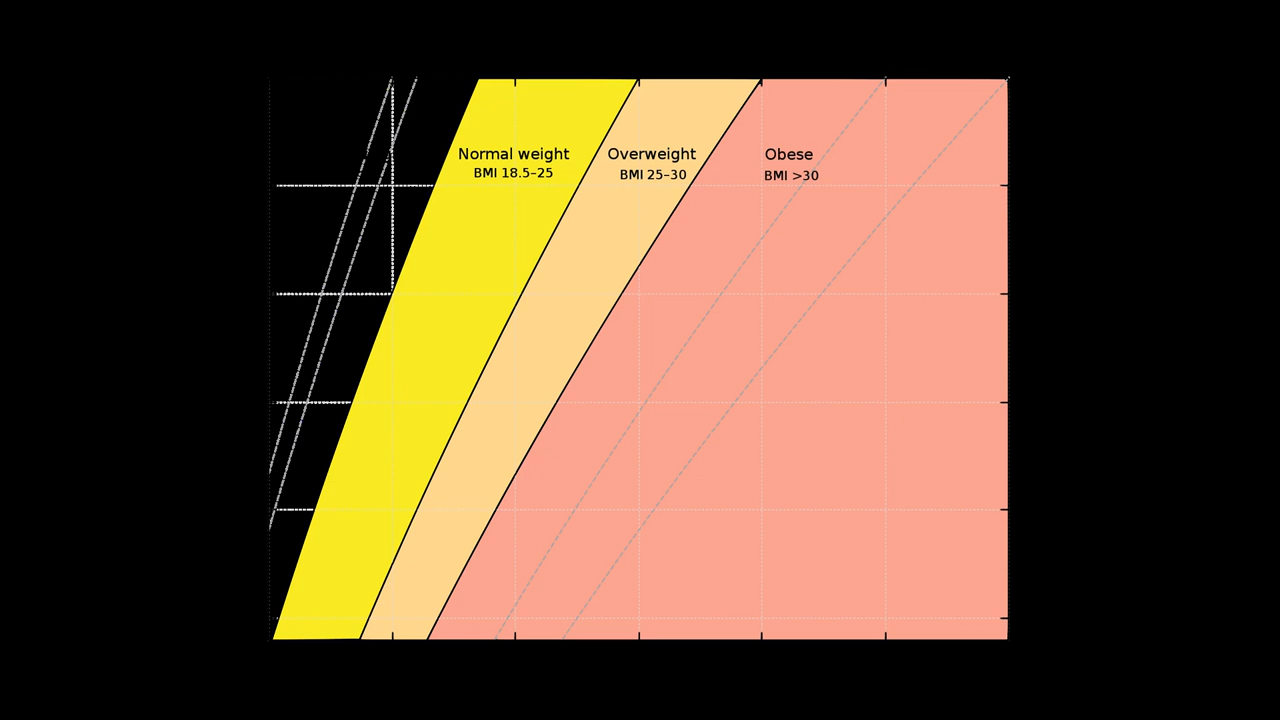 Normal weight
BMI 18.5–25
Overweight
BMI 25–30
Obese
BMI >30